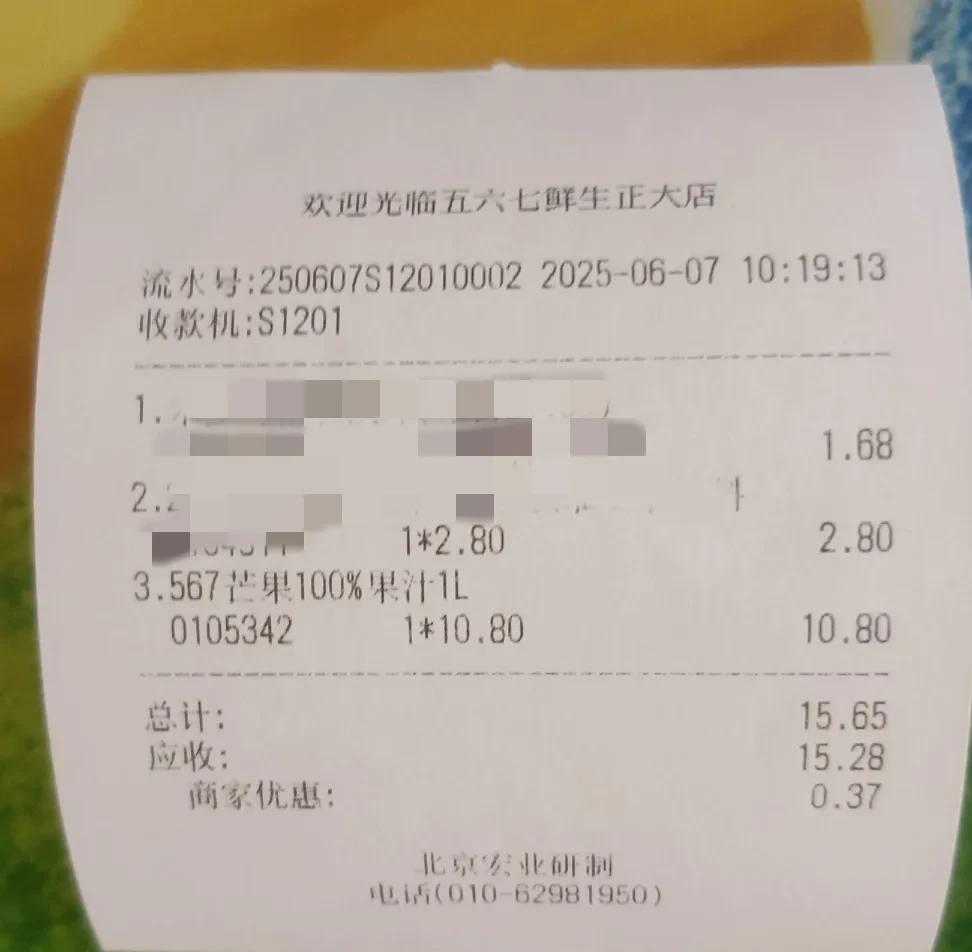 欢迎光临五六七鲜生正大店
流水号:250607S12010002 2025-06-07 10:19:13
收款机:S1201
1.
1.68
2.
1*2.80 2.80
3.567芒果100%果汁1L
0105342 1*10.80 10.80
总计: 15.65
应收: 15.28
商家优惠: 0.37
北京宏业研制
电话(010-62981950)